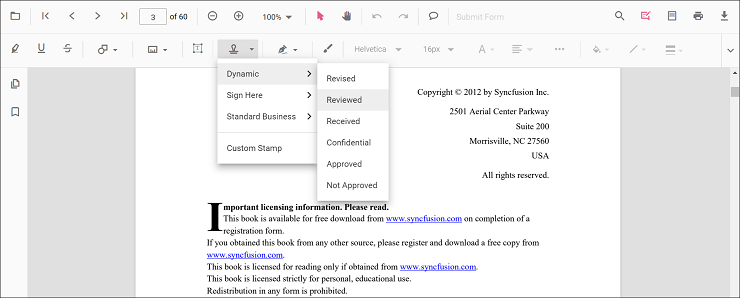 3 of 60
100%
Submit Form
U S
T
Helvetica
16px
A
Dynamic
Sign Here
Standard Business
Custom Stamp
Revised
Reviewed
Received
Confidential
Approved
Not Approved
Copyright © 2012 by Syncfusion Inc.
2501 Aerial Center Parkway
Suite 200
Morrisville, NC 27560
USA
All rights reserved.
Important licensing information. Please read.
This book is available for free download from www.syncfusion.com on completion of a
registration form.
If you obtained this book from any other source, please register and download a free copy from
www.syncfusion.com.
This book is licensed for reading only if obtained from www.syncfusion.com.
This book is licensed strictly for personal, educational use.
Redistribution in any form is prohibited.